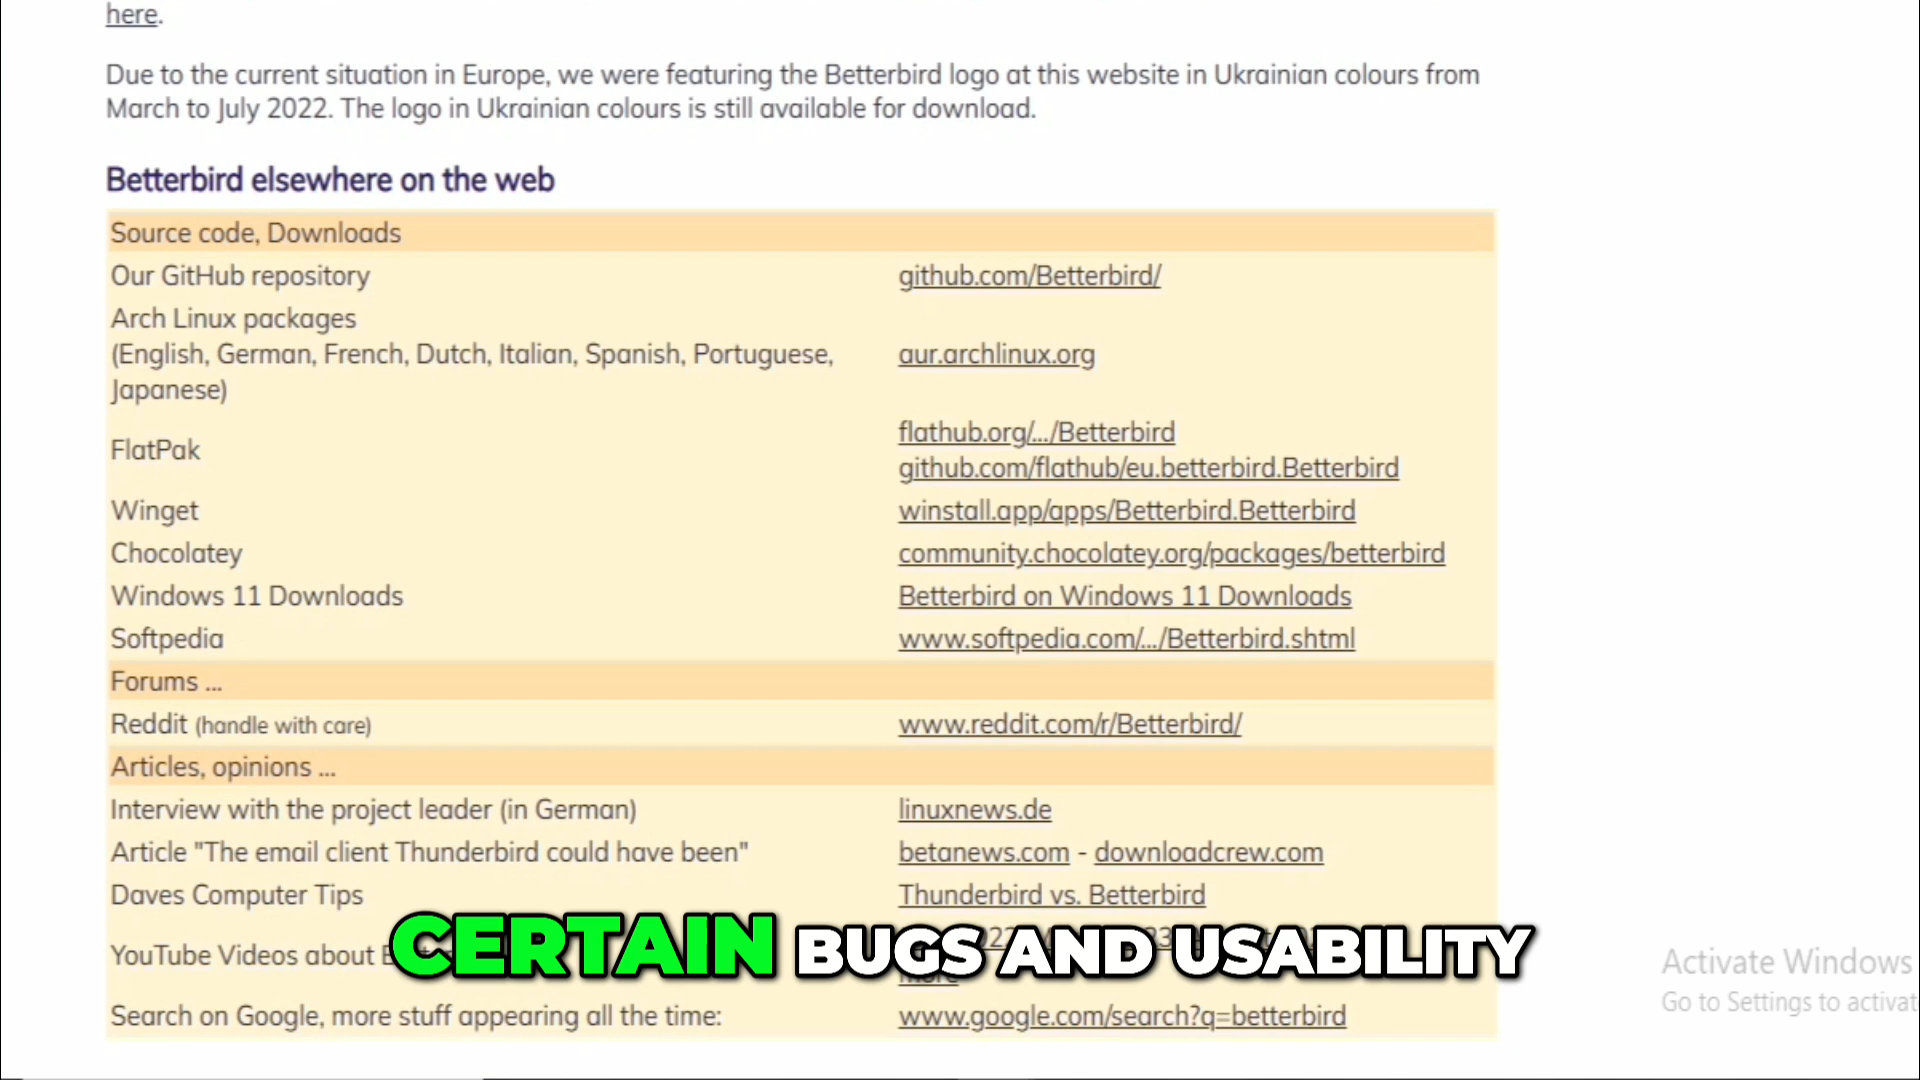 here.
Due to the current situation in Europe, we were featuring the Betterbird logo at this website in Ukrainian colours from
March to July 2022. The logo in Ukrainian colours is still available for download.
Betterbird elsewhere on the web
Source code, Downloads
Our GitHub repository github.com/Betterbird/
Arch Linux packages
(English, German, French, Dutch, Italian, Spanish, Portuguese, aur.archlinux.org
Japanese)
FlatPak flathub.org/.../Betterbird
github.com/flathub/eu.betterbird.Betterbird
Winget winstall.app/apps/Betterbird.Betterbird
Chocolatey community.chocolatey.org/packages/betterbird
Windows 11 Downloads Betterbird on Windows 11 Downloads
Softpedia www.softpedia.com/.../Betterbird.shtml
Forums ...
Reddit (handle with care) www.reddit.com/r/Betterbird/
Articles, opinions ...
Interview with the project leader (in German) linuxnews.de
Article "The email client Thunderbird could have been" betanews.com - downloadcrew.com
Daves Computer Tips Thunderbird vs. Betterbird
YouTube Videos about
CERTAIN BUGS AND USABILITY
Search on Google, more stuff appearing all the time: www.google.com/search?q=betterbird
Activate Windows
Go to Settings to activat